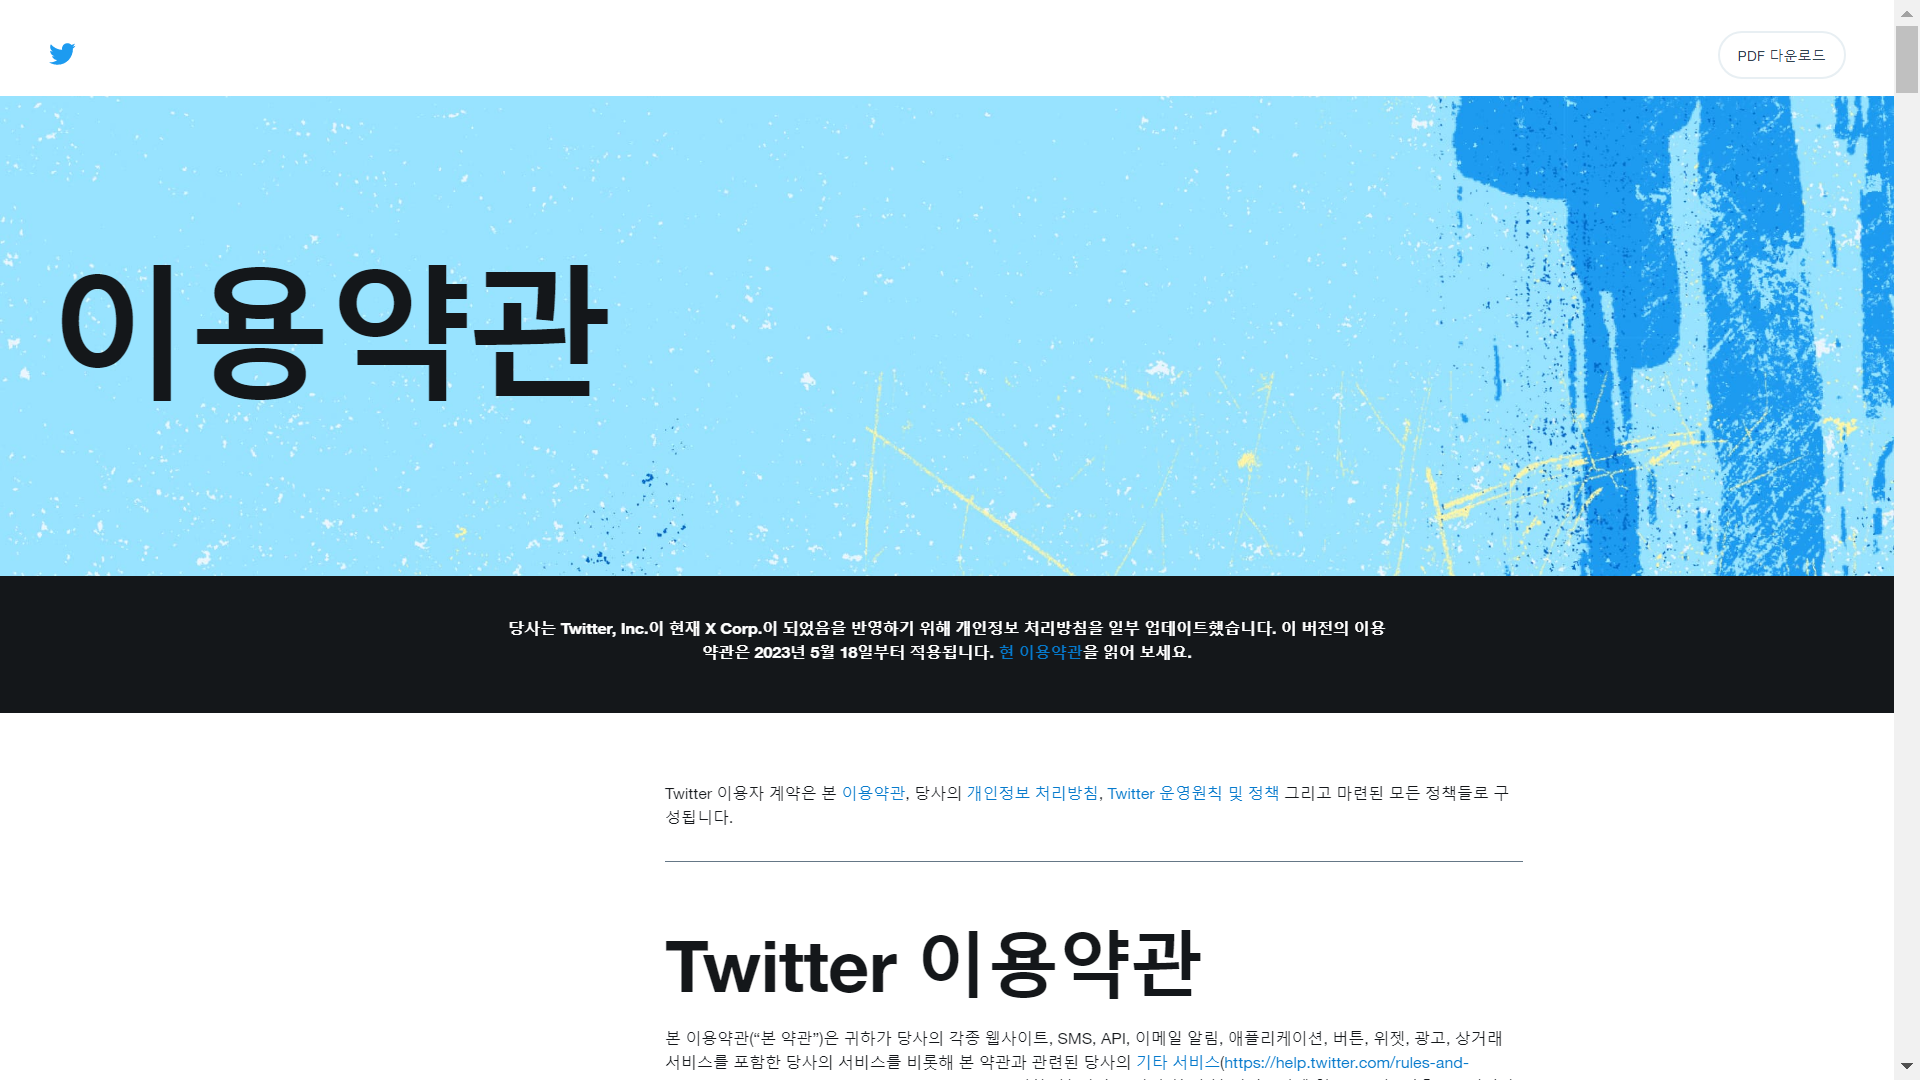 PDF 다운로드
이용약관
당사는 Twitter, Inc.이 현재 X Corp.이 되었음을 반영하기 위해 개인정보 처리방침을 일부 업데이트했습니다. 이 버전의 이용
약관은 2023년 5월 18일부터 적용됩니다. 현 이용약관을 읽어 보세요.
Twitter 이용자 계약은 본 이용약관, 당사의 개인정보 처리방침, Twitter 운영원칙 및 정책 그리고 마련된 모든 정책들로 구
성됩니다.
Twitter 이용약관
본 이용약관(“본 약관”)은 귀하가 당사의 각종 웹사이트, SMS, API, 이메일 알림, 애플리케이션, 버튼, 위젯, 광고, 상거래
서비스를 포함한 당사의 서비스를 비롯해 본 약관과 관련된 당사의 기타 서비스(https://help.twitter.com/rules-and-